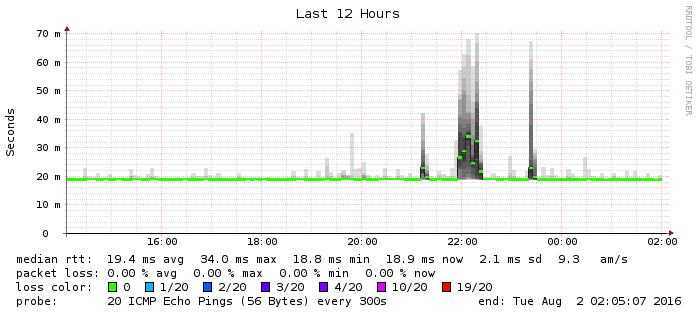 Last 12 Hours
RRDTOOL / TOBI OETIKER
Seconds
70 m
60 m
50 m
40 m
30 m
20 m
10 m
0
16:00 18:00 20:00 22:00 00:00 02:00
median rtt: 19.4 ms avg 34.0 ms max 18.8 ms min 18.9 ms now 2.1 ms sd 9.3 am/s
packet loss: 0.00 % avg 0.00 % max 0.00 % min 0.00 % now
loss color: 0 1/20 2/20 3/20 4/20 10/20 19/20
probe: 20 ICMP Echo Pings (56 Bytes) every 300s end: Tue Aug 2 02:05:07 2016